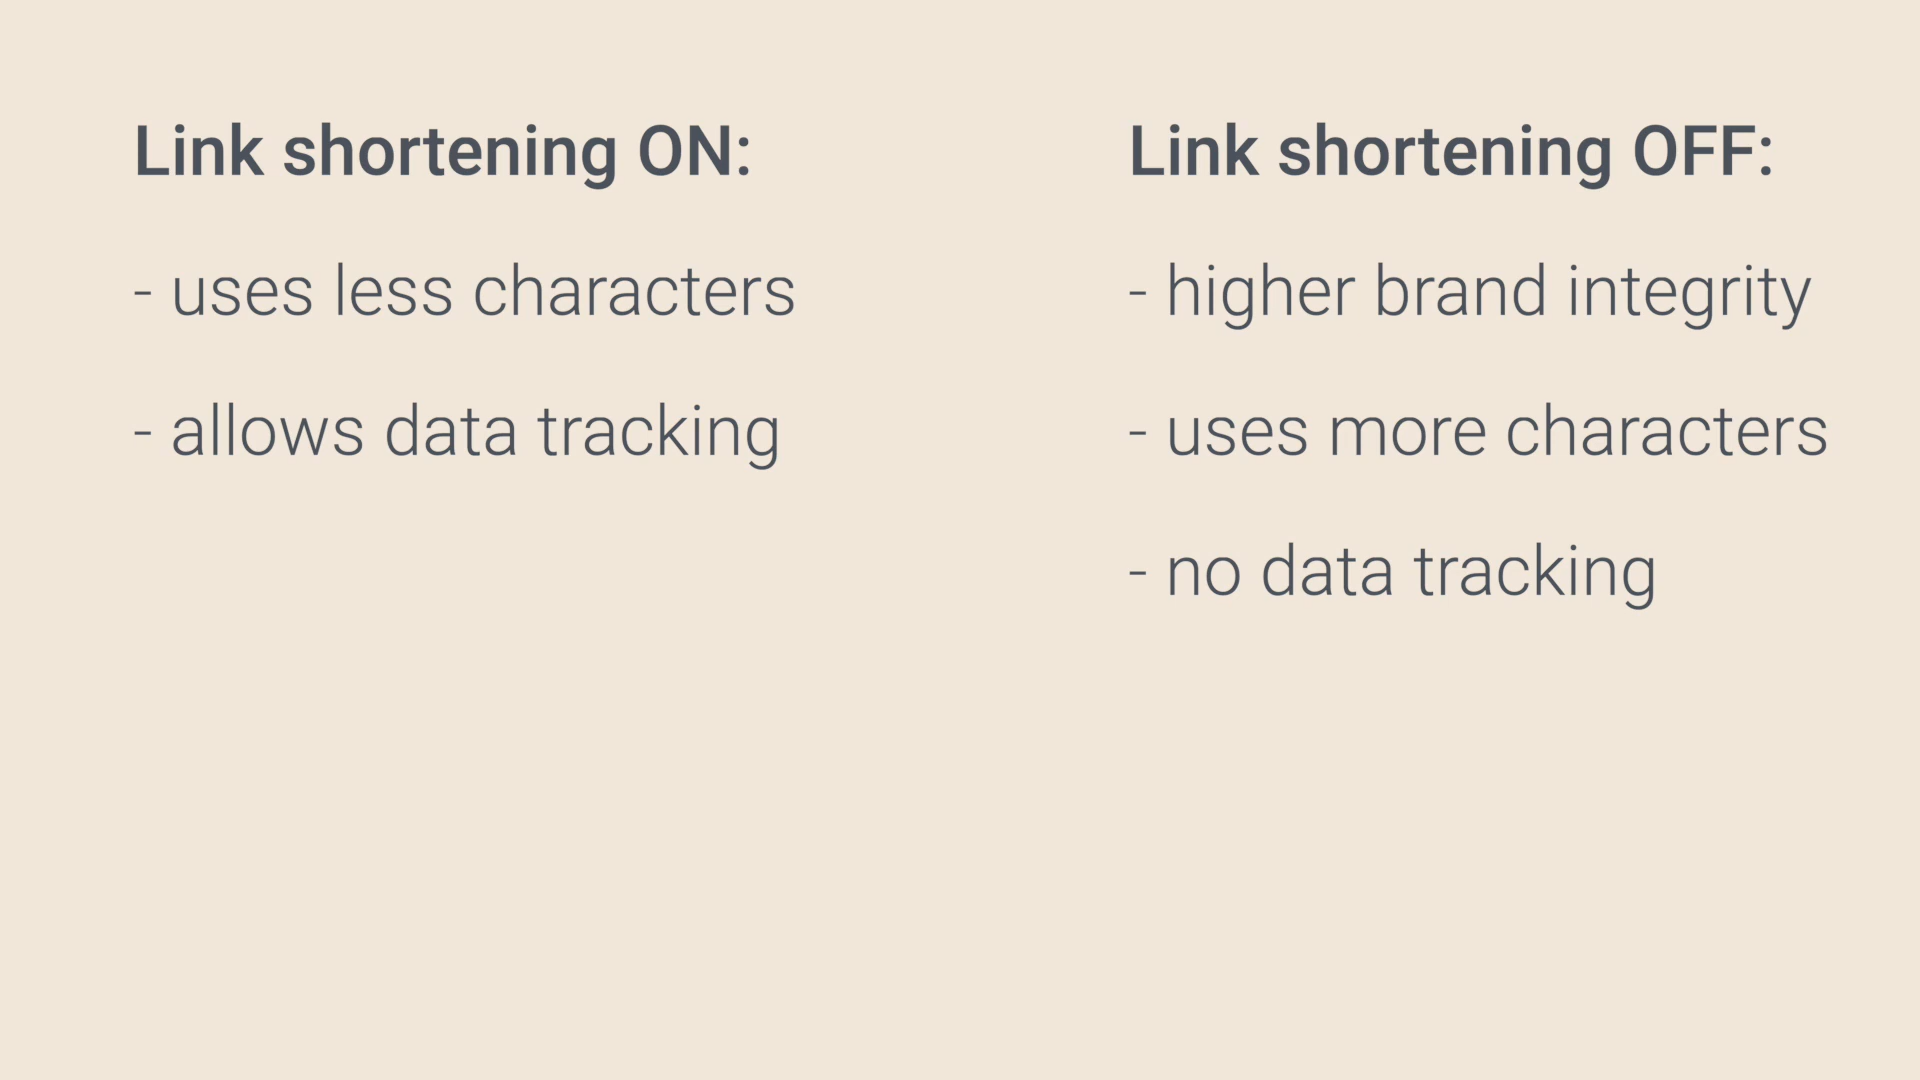 Link shortening ON:
- uses less characters
- allows data tracking
Link shortening OFF:
- higher brand integrity
- uses more characters
- no data tracking